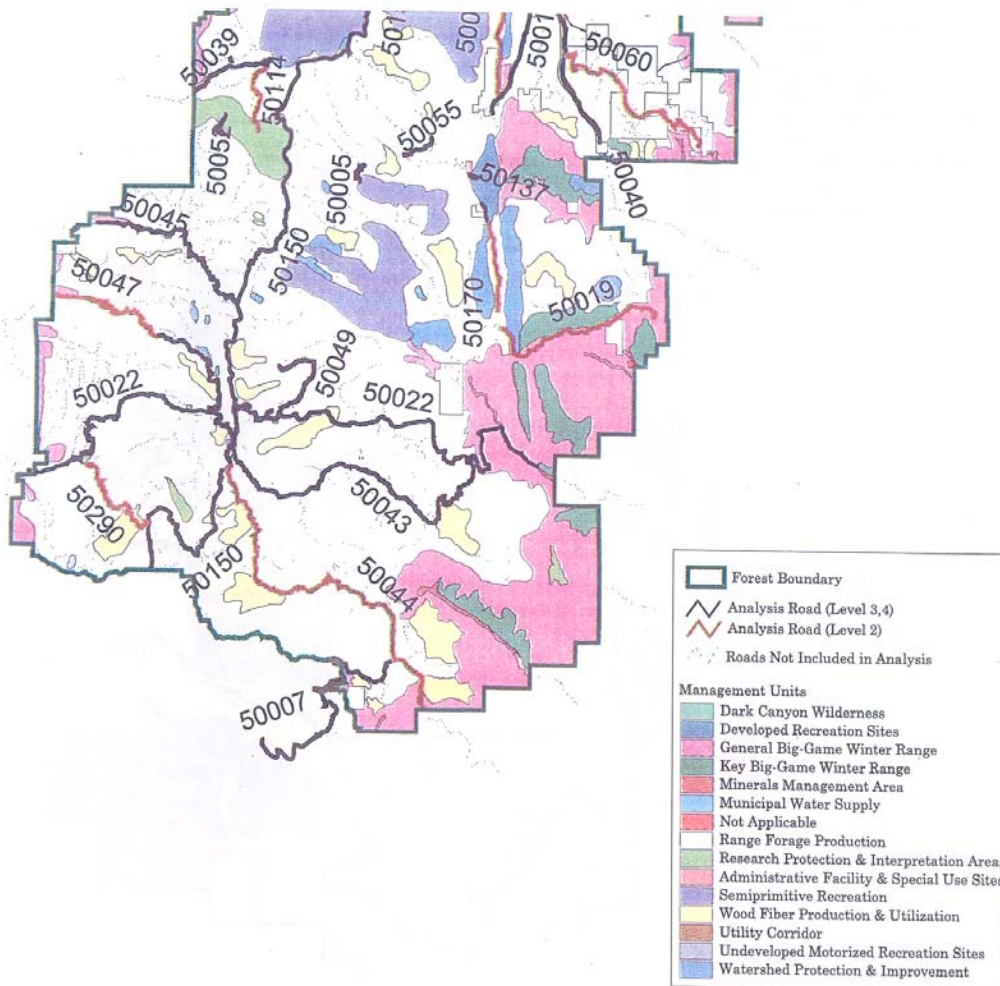 50039
50114
50052
50055
50060
50005
50137
50040
50045
50150
50047
50170
50019
50049
50022
50022
50043
50290
50150
50044
50007
Forest Boundary
Analysis Road (Level 3,4)
Analysis Road (Level 2)
Roads Not Included in Analysis
Management Units
Dark Canyon Wilderness
Developed Recreation Sites
General Big-Game Winter Range
Key Big-Game Winter Range
Minerals Management Area
Municipal Water Supply
Not Applicable
Range Forage Production
Research Protection & Interpretation Area
Administrative Facility & Special Use Sites
Semiprimitive Recreation
Wood Fiber Production & Utilization
Utility Corridor
Undeveloped Motorized Recreation Sites
Watershed Protection & Improvement